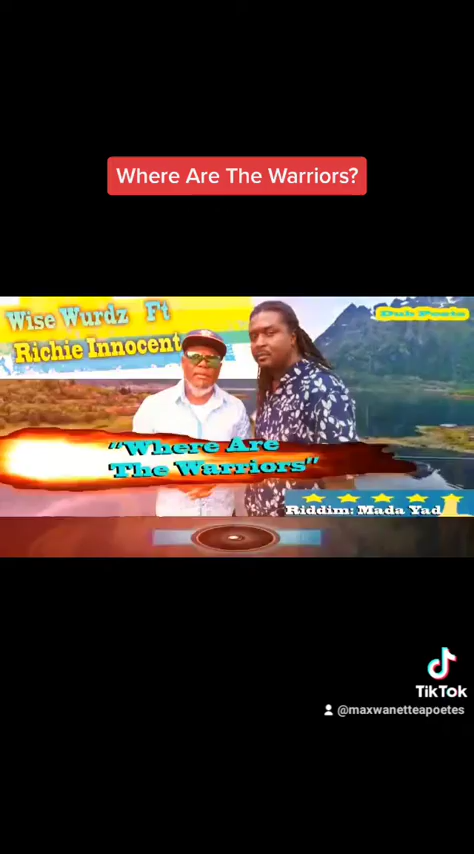 Where Are The Warriors?
Wise Wurdz Ft
Richie Innocent
Dub Poets
"Where Are
The Warriors"
Riddim: Mada Yad
TikTok
@maxwanetteapoetes